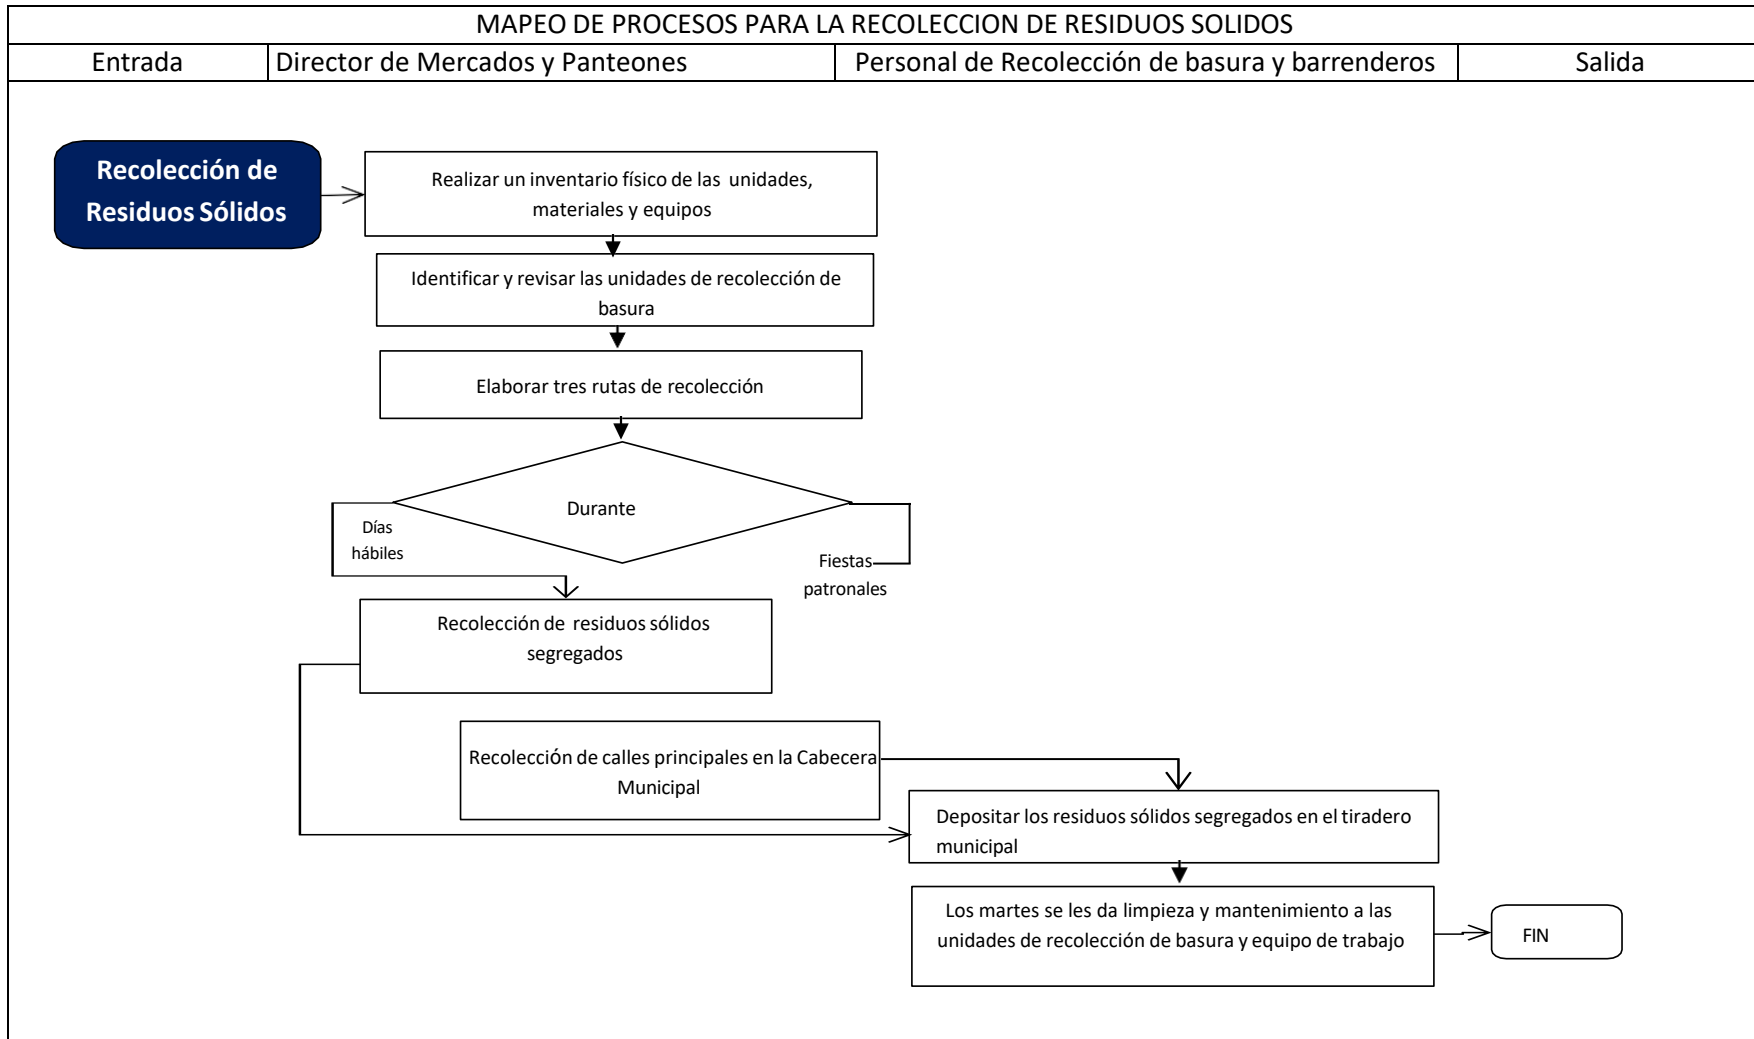 MAPEO DE PROCESOS PARA LA RECOLECCION DE RESIDUOS SOLIDOS
Entrada
Director de Mercados y Panteones
Personal de Recolección de basura y barrenderos
Salida
Recolección de
Residuos Sólidos
Realizar un inventario físico de las unidades,
materiales y equipos
Identificar y revisar las unidades de recolección de
basura
Elaborar tres rutas de recolección
Durante
Días
hábiles
Fiestas
patronales
Recolección de residuos sólidos
segregados
Recolección de calles principales en la Cabecera
Municipal
Depositar los residuos sólidos segregados en el tiradero
municipal
Los martes se les da limpieza y mantenimiento a las
unidades de recolección de basura y equipo de trabajo
FIN